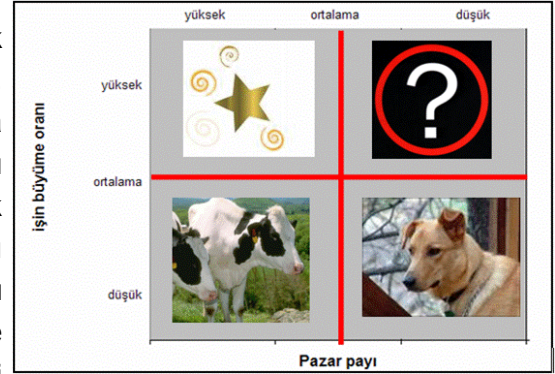 yüksek ortalama düşük
yüksek
işin büyüme oranı
ortalama
düşük
Pazar payı
?